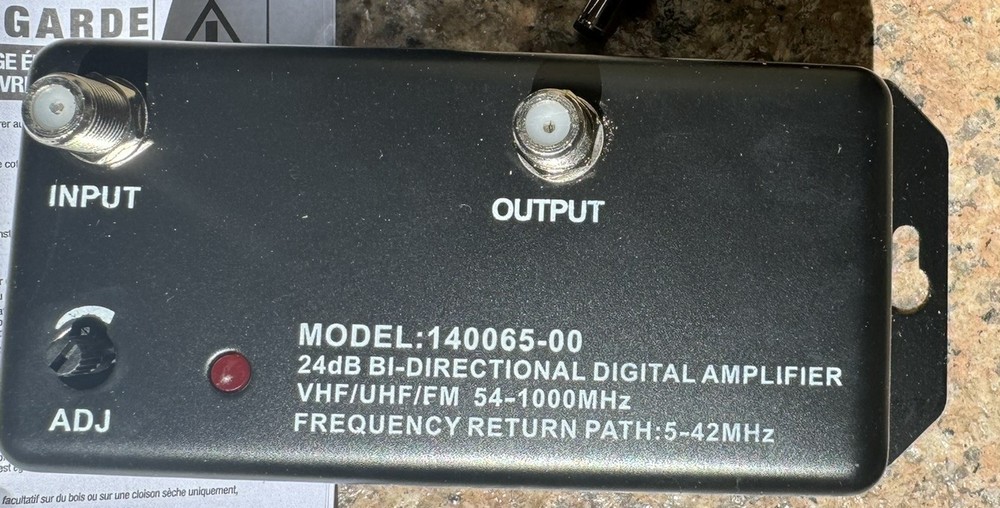 GARDE
INPUT
OUTPUT
MODEL:140065-00
24dB BI-DIRECTIONAL DIGITAL AMPLIFIER
VHF/UHF/FM 54-1000MHz
FREQUENCY RETURN PATH:5-42MHz
ADJ
facultatif sur du bois ou sur une cloison sèche uniquement,